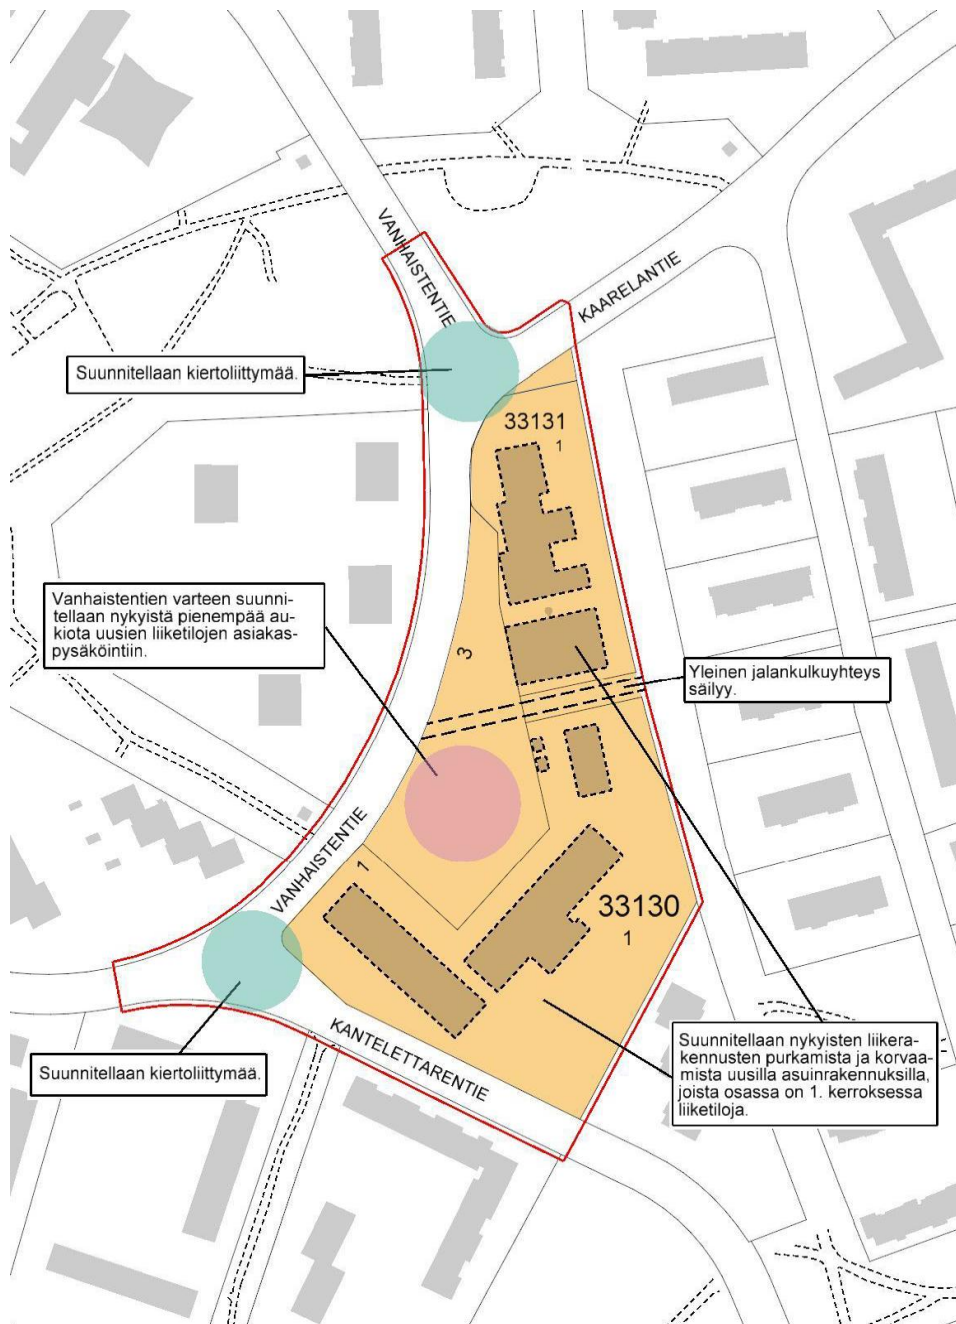 VANHAISTENTIE
KAARELANTIE
Suunnitellaan kiertoliittymää.
33131
1
Vanhaistentien varteen suunni-
tellaan nykyistä pienempää au-
kiota uusien liiketilojen asiakas-
pysäköintiin.
3
Yleinen jalankulkuyhteys
säilyy.
VANHAISTENTIE
1
33130
1
KANTELETTARENTIE
Suunnitellaan kiertoliittymää.
Suunnitellaan nykyisten liikera-
kennusten purkamista ja korvaa-
mista uusilla asuinrakennuksilla,
joista osassa on 1. kerroksessa
liiketiloja.